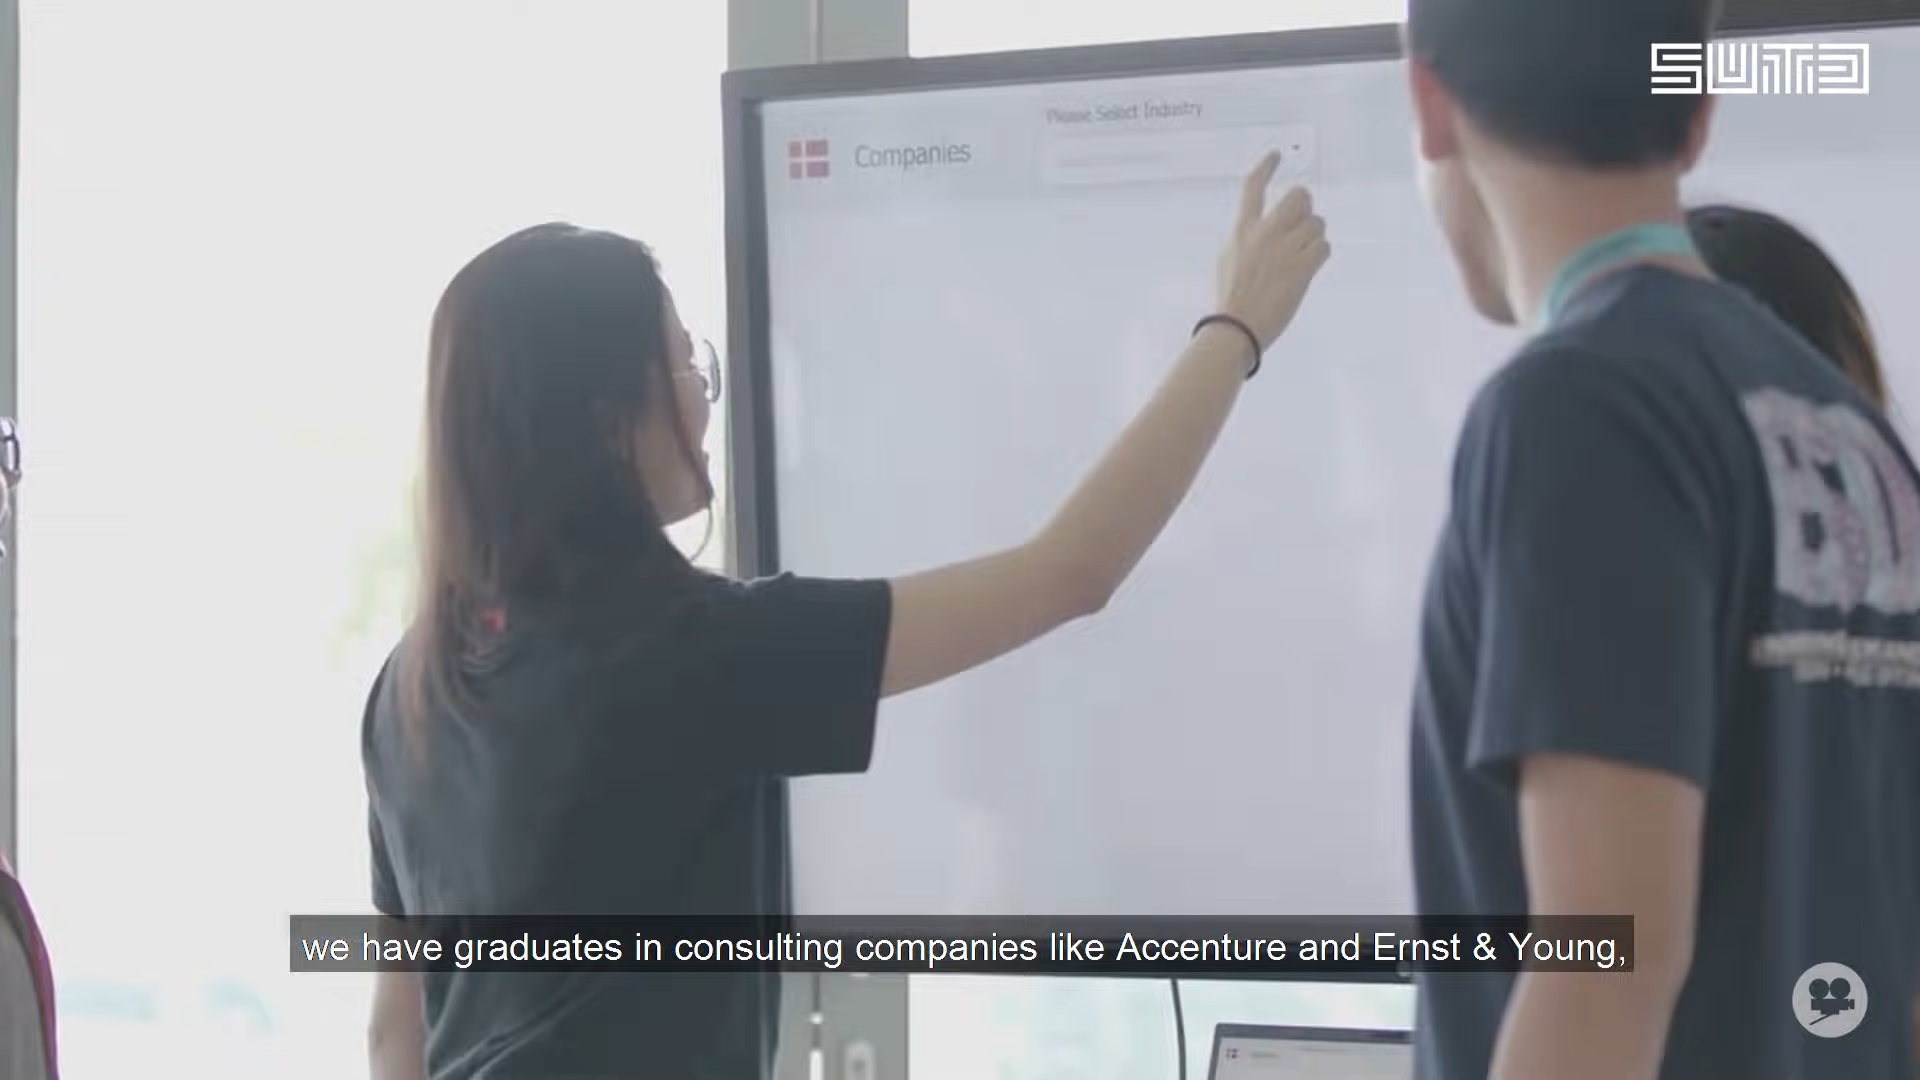 SUTD
Please Select Industry
Companies
we have graduates in consulting companies like Accenture and Ernst & Young,